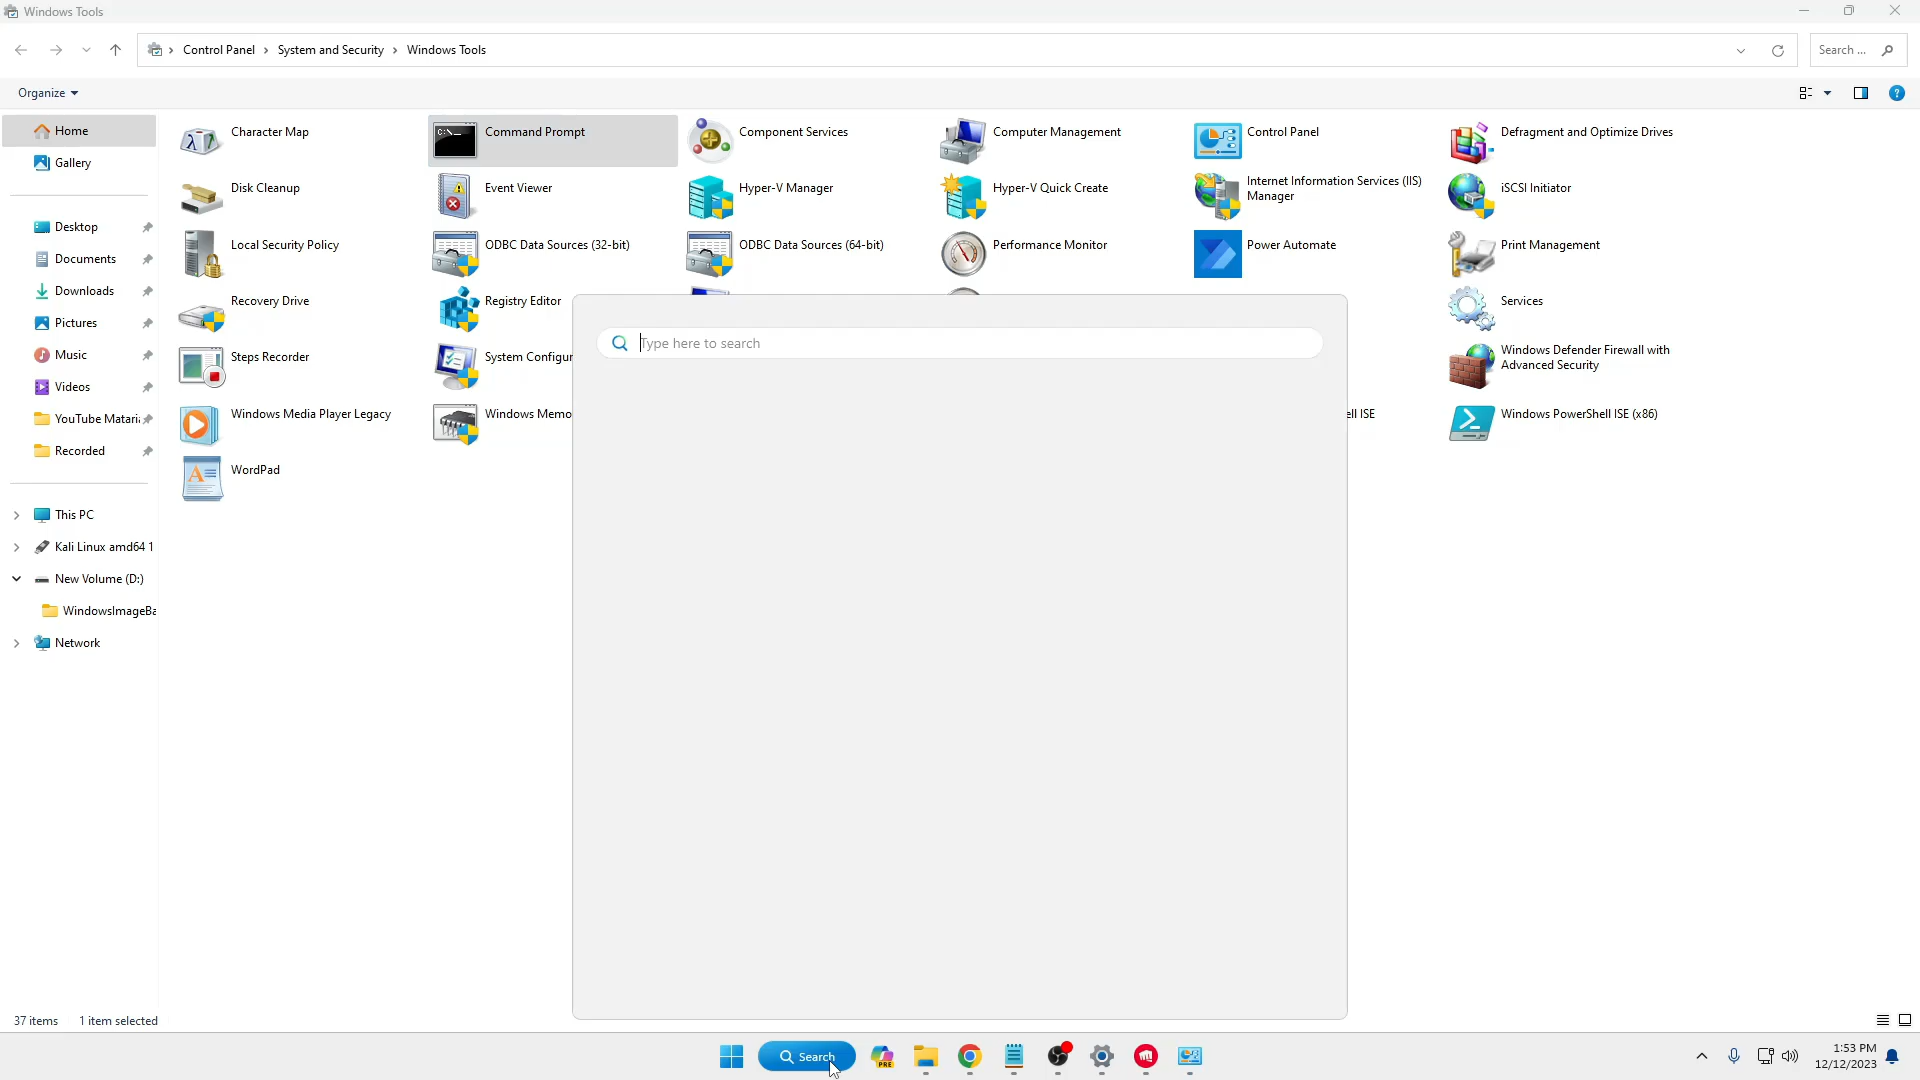 Windows Tools
Control Panel > System and Security > Windows Tools
Search ...
Organize
Home
Gallery
Desktop
Documents
Downloads
Pictures
Music
Videos
YouTube Matari
Recorded
This PC
Kali Linux amd64 1
New Volume (D:)
WindowsImageBa
Network
Character Map
Command Prompt
C:\_
Component Services
Computer Management
Control Panel
Defragment and Optimize Drives
Disk Cleanup
Event Viewer
Hyper-V Manager
Hyper-V Quick Create
Internet Information Services (IIS)
Manager
iSCSI Initiator
Local Security Policy
ODBC Data Sources (32-bit)
ODBC Data Sources (64-bit)
Performance Monitor
Power Automate
Print Management
Recovery Drive
Registry Editor
Services
Steps Recorder
System Configur
Windows Defender Firewall with
Advanced Security
Windows Media Player Legacy
Windows Memo
ell ISE
Windows PowerShell ISE (x86)
WordPad
Type here to search
37 items 1 item selected
Search
PRE
1:53 PM
12/12/2023